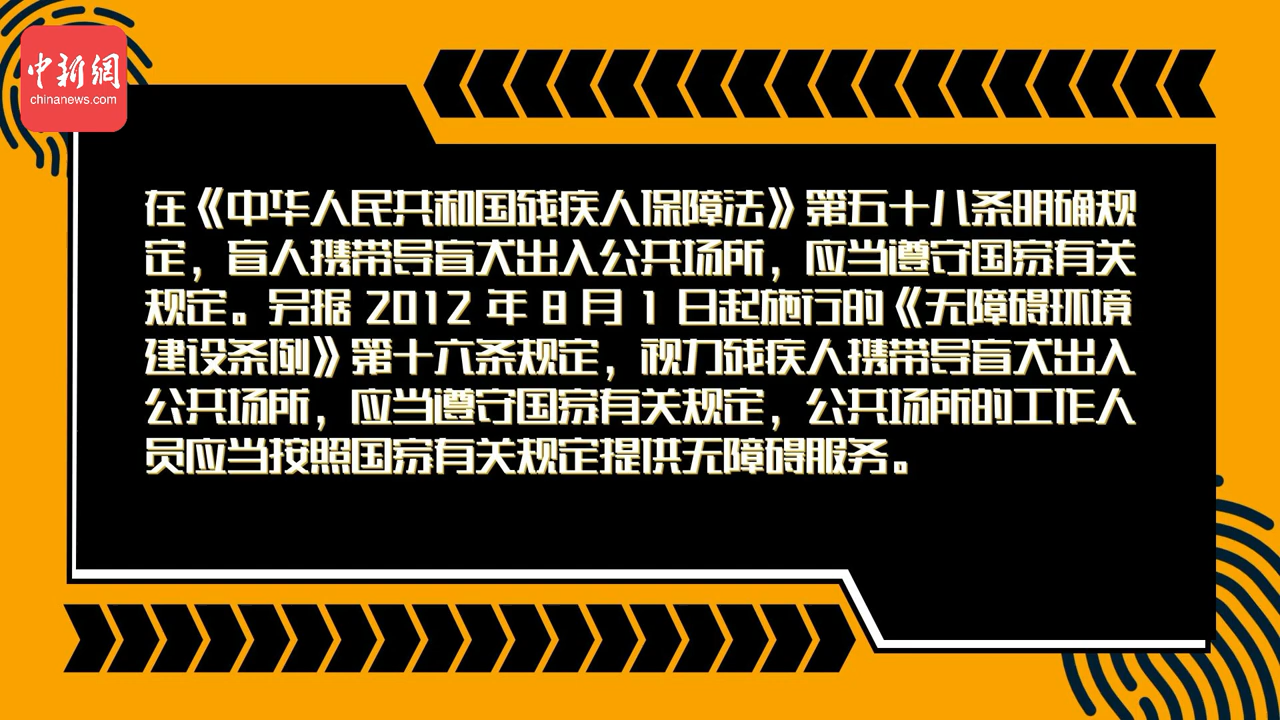 中新網
chinanews.com
在《中华人民共和国残疾人保障法》第五十八条明确规
定，盲人携带导盲犬出入公共场所，应当遵守国家有关
规定。另据 2012 年 8 月 1 日起施行的《无障碍环境
建设条例》第十六条规定，视力残疾人携带导盲犬出入
公共场所，应当遵守国家有关规定，公共场所的工作人
员应当按照国家有关规定提供无障碍服务。